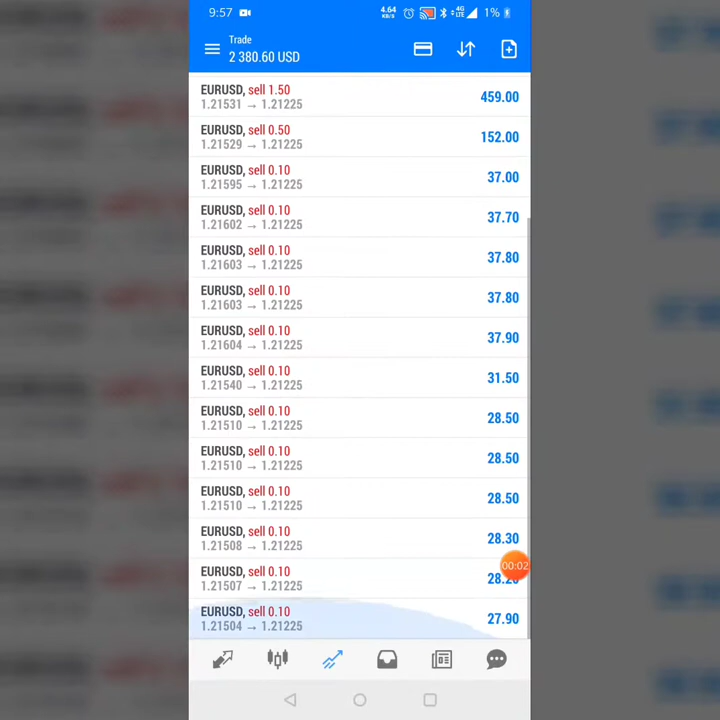 9:57 4.64 KB/S 4G LTE 1%
Trade
2 380.60 USD
EURUSD, sell 1.50
1.21531 → 1.21225 459.00
EURUSD, sell 0.50
1.21529 → 1.21225 152.00
EURUSD, sell 0.10
1.21595 → 1.21225 37.00
EURUSD, sell 0.10
1.21602 → 1.21225 37.70
EURUSD, sell 0.10
1.21603 → 1.21225 37.80
EURUSD, sell 0.10
1.21603 → 1.21225 37.80
EURUSD, sell 0.10
1.21604 → 1.21225 37.90
EURUSD, sell 0.10
1.21540 → 1.21225 31.50
EURUSD, sell 0.10
1.21510 → 1.21225 28.50
EURUSD, sell 0.10
1.21510 → 1.21225 28.50
EURUSD, sell 0.10
1.21510 → 1.21225 28.50
EURUSD, sell 0.10
1.21508 → 1.21225 28.30
00:02
EURUSD, sell 0.10
1.21507 → 1.21225
EURUSD, sell 0.10
1.21504 → 1.21225 27.90